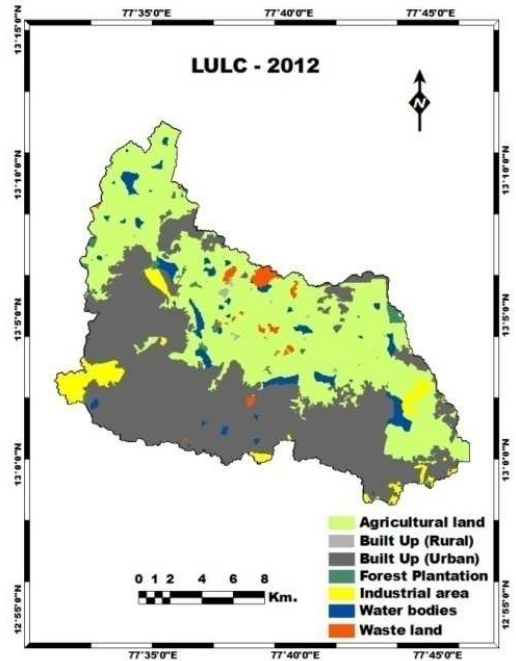 77°35'0"E 77°40'0"E 77°45'0"E
13°15'0"N
LULC - 2012
N
13°10'0"N 13°10'0"N
13°5'0"N 13°5'0"N
13°0'0"N 13°0'0"N
Agricultural land
Built Up (Rural)
Built Up (Urban)
Forest Plantation
Industrial area
Water bodies
Waste land
0 1 2 4 6 8
Km.
12°55'0"N 12°55'0"N
77°35'0"E 77°40'0"E 77°45'0"E